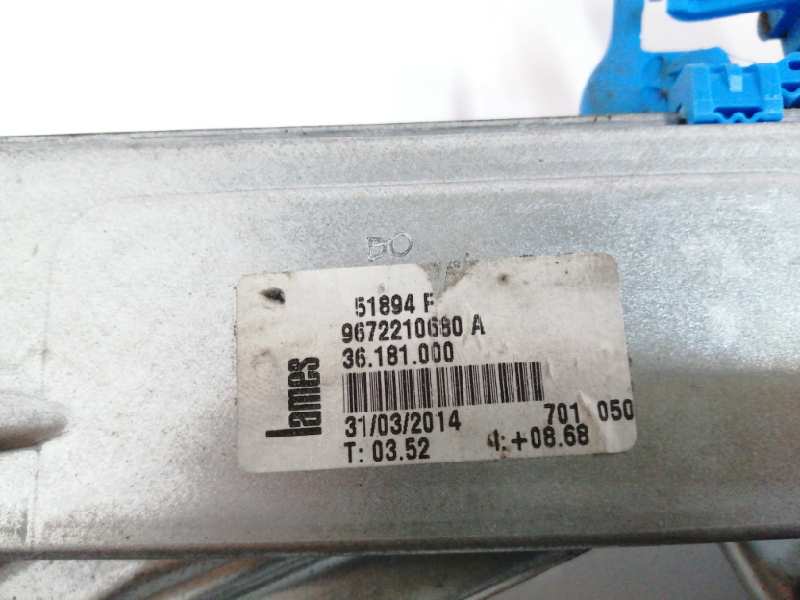 BO
51894 F
9672210680 A
36.181.000
lames
31/03/2014 701 050
T: 03.52 +08.68